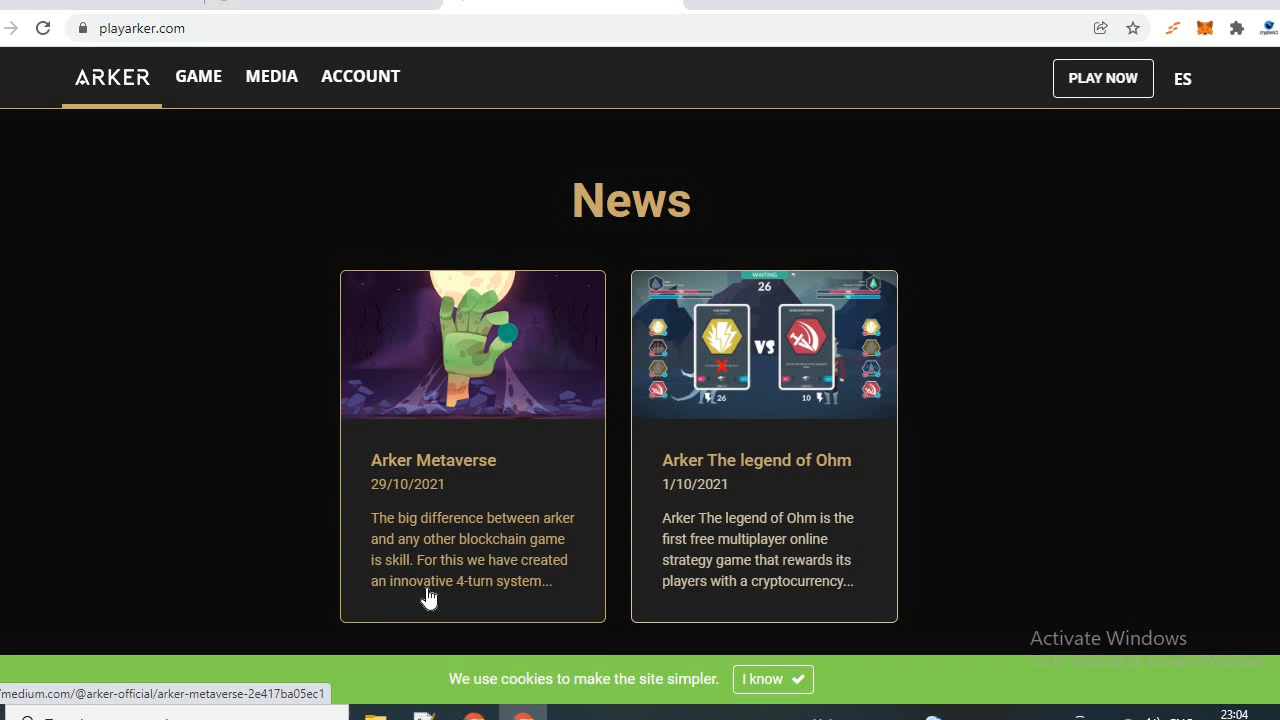 playarker.com
ARKER GAME MEDIA ACCOUNT PLAY NOW ES
News
WAITING
26
VS
26
10
Arker Metaverse
29/10/2021
The big difference between arker
and any other blockchain game
is skill. For this we have created
an innovative 4-turn system...
Arker The legend of Ohm
1/10/2021
Arker The legend of Ohm is the
first free multiplayer online
strategy game that rewards its
players with a cryptocurrency...
Activate Windows
We use cookies to make the site simpler. I know
/medium.com/@arker-official/arker-metaverse-2e417ba05ec1
23:04